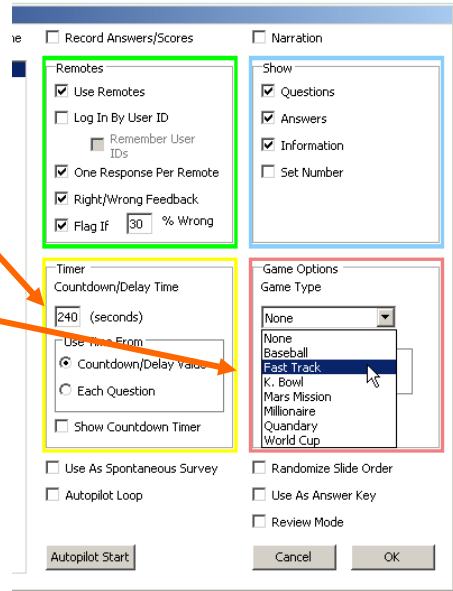 ne
Record Answers/Scores
Narration
Remotes
Use Remotes
Log In By User ID
Remember User
IDs
One Response Per Remote
Right/Wrong Feedback
Flag If 30 % Wrong
Show
Questions
Answers
Information
Set Number
Timer
Countdown/Delay Time
240 (seconds)
Use Time From
Countdown/Delay Value
Each Question
Show Countdown Timer
Game Options
Game Type
None
None
Baseball
Fast Track
K. Bowl
Mars Mission
Millionaire
Quandary
World Cup
Use As Spontaneous Survey
Randomize Slide Order
Autopilot Loop
Use As Answer Key
Review Mode
Autopilot Start
Cancel
OK